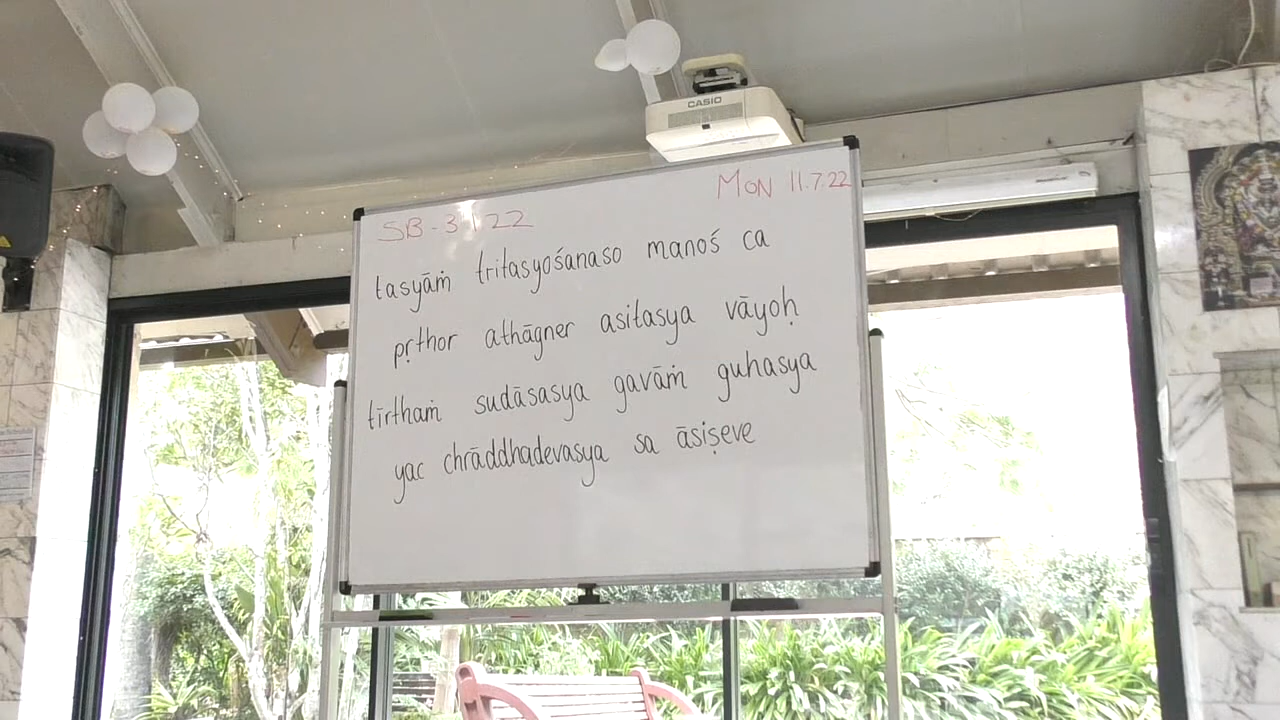 CASIO
MON 11.7.22
SB-3 1 22
tasyāṁ tritasyośanaso manoś ca
pṛthor athāgner asitasya vāyoḥ
tīrthaṁ sudāsasya gavāṁ guhasya
yac chrāddhadevasya sa āsiṣeve